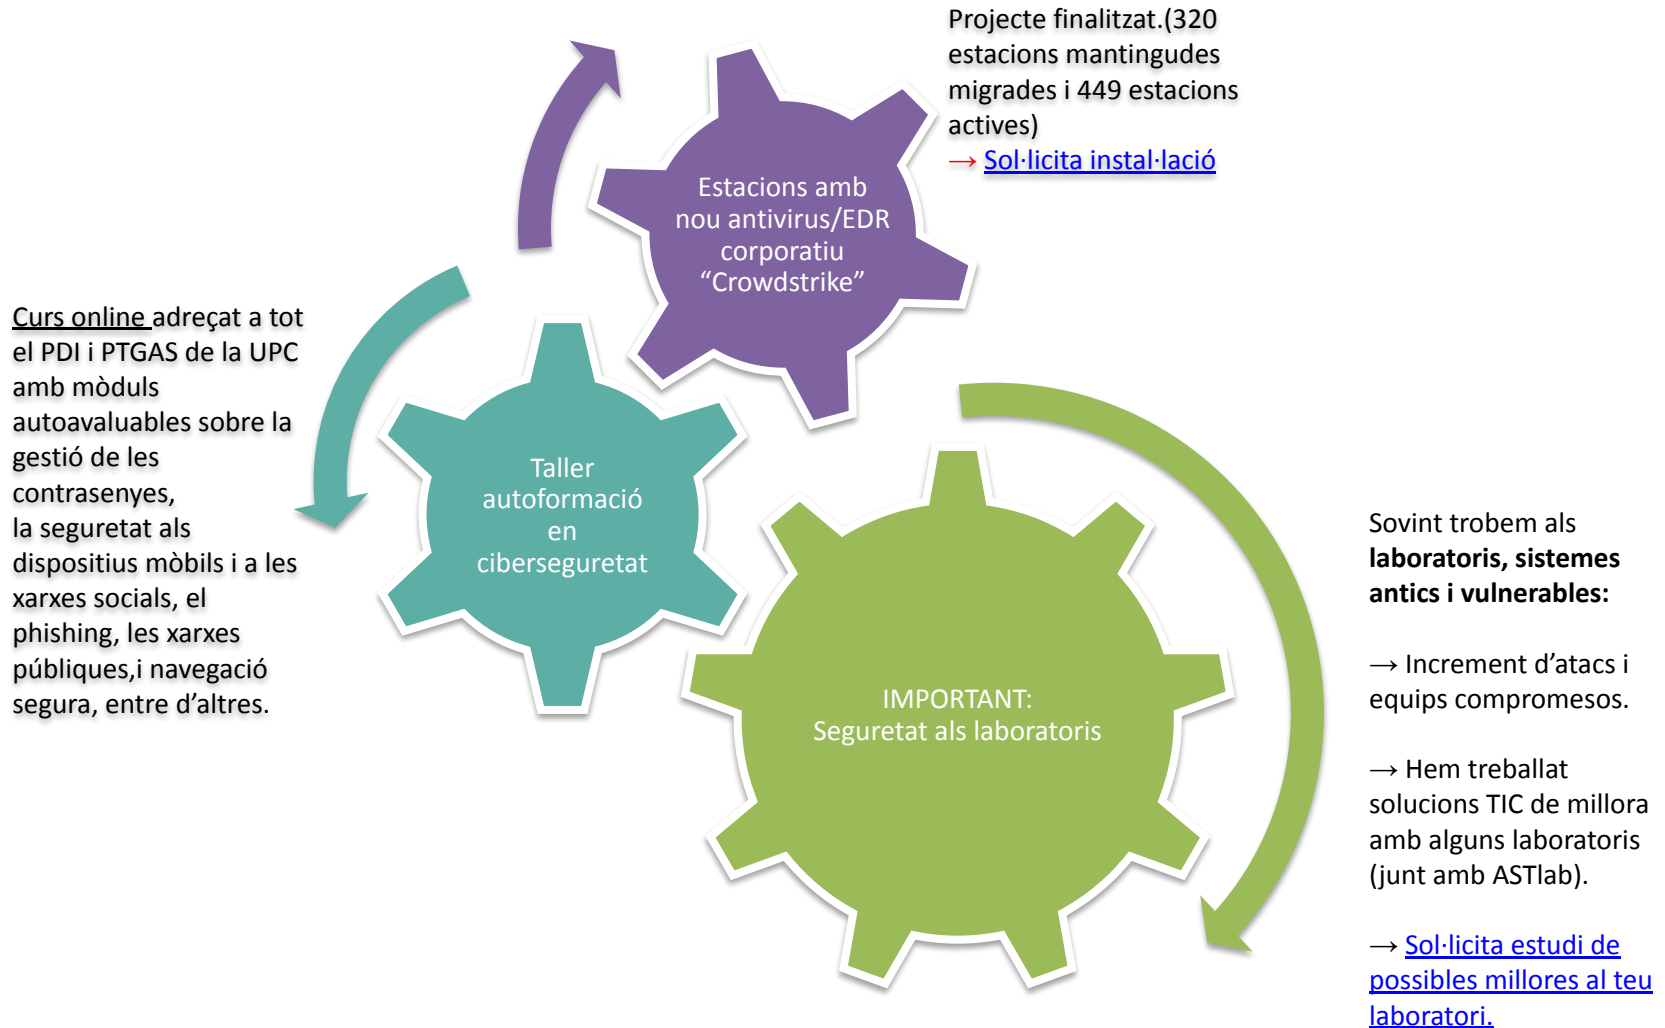 Projecte finalitzat.(320
estacions mantingudes
migrades i 449 estacions
actives)
→ Sol·licita instal·lació
Estacions amb
nou antivirus/EDR
corporatiu
“Crowdstrike”
Curs online adreçat a tot
el PDI i PTGAS de la UPC
amb mòduls
autoavaluables sobre la
gestió de les
contrasenyes,
la seguretat als
dispositius mòbils i a les
xarxes socials, el
phishing, les xarxes
públiques,i navegació
segura, entre d’altres.
Taller
autoformació
en
ciberseguretat
IMPORTANT:
Seguretat als laboratoris
Sovint trobem als
laboratoris, sistemes
antics i vulnerables:
→ Increment d’atacs i
equips compromesos.
→ Hem treballat
solucions TIC de millora
amb alguns laboratoris
(junt amb ASTlab).
→ Sol·licita estudi de
possibles millores al teu
laboratori.